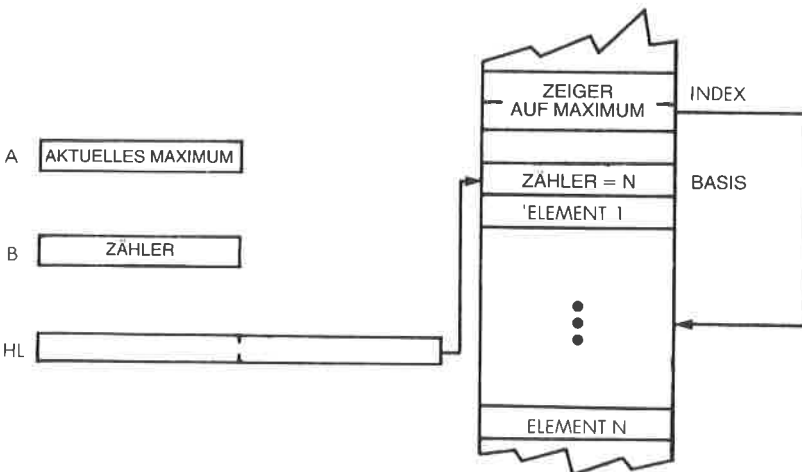 ZEIGER
AUF MAXIMUM
INDEX
A
AKTUELLES MAXIMUM
ZÄHLER = N
BASIS
'ELEMENT 1
B
ZÄHLER
HL
ELEMENT N